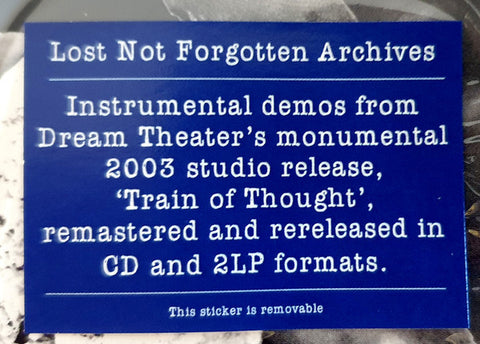 Lost Not Forgotten Archives
Instrumental demos from
Dream Theater's monumental
2003 studio release,
‘Train of Thought’,
remastered and rereleased in
CD and 2LP formats.
This sticker is removable